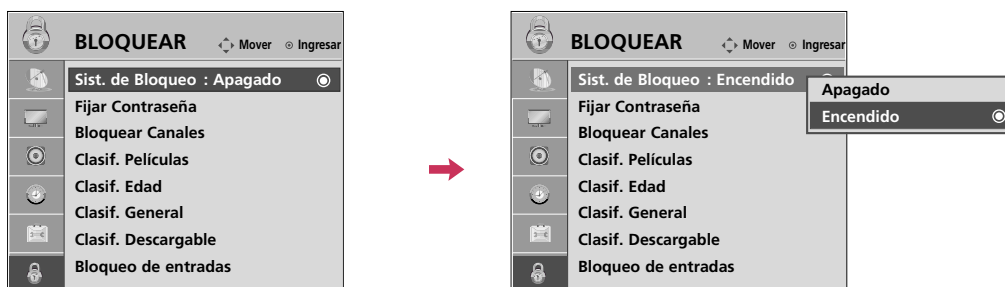 BLOQUEAR Mover Ingresar
Sist. de Bloqueo : Apagado
Fijar Contraseña
Bloquear Canales
Clasif. Películas
Clasif. Edad
Clasif. General
Clasif. Descargable
Bloqueo de entradas
BLOQUEAR Mover Ingresar
Sist. de Bloqueo : Encendido
Fijar Contraseña
Bloquear Canales
Clasif. Películas
Clasif. Edad
Clasif. General
Clasif. Descargable
Bloqueo de entradas
Apagado
Encendido